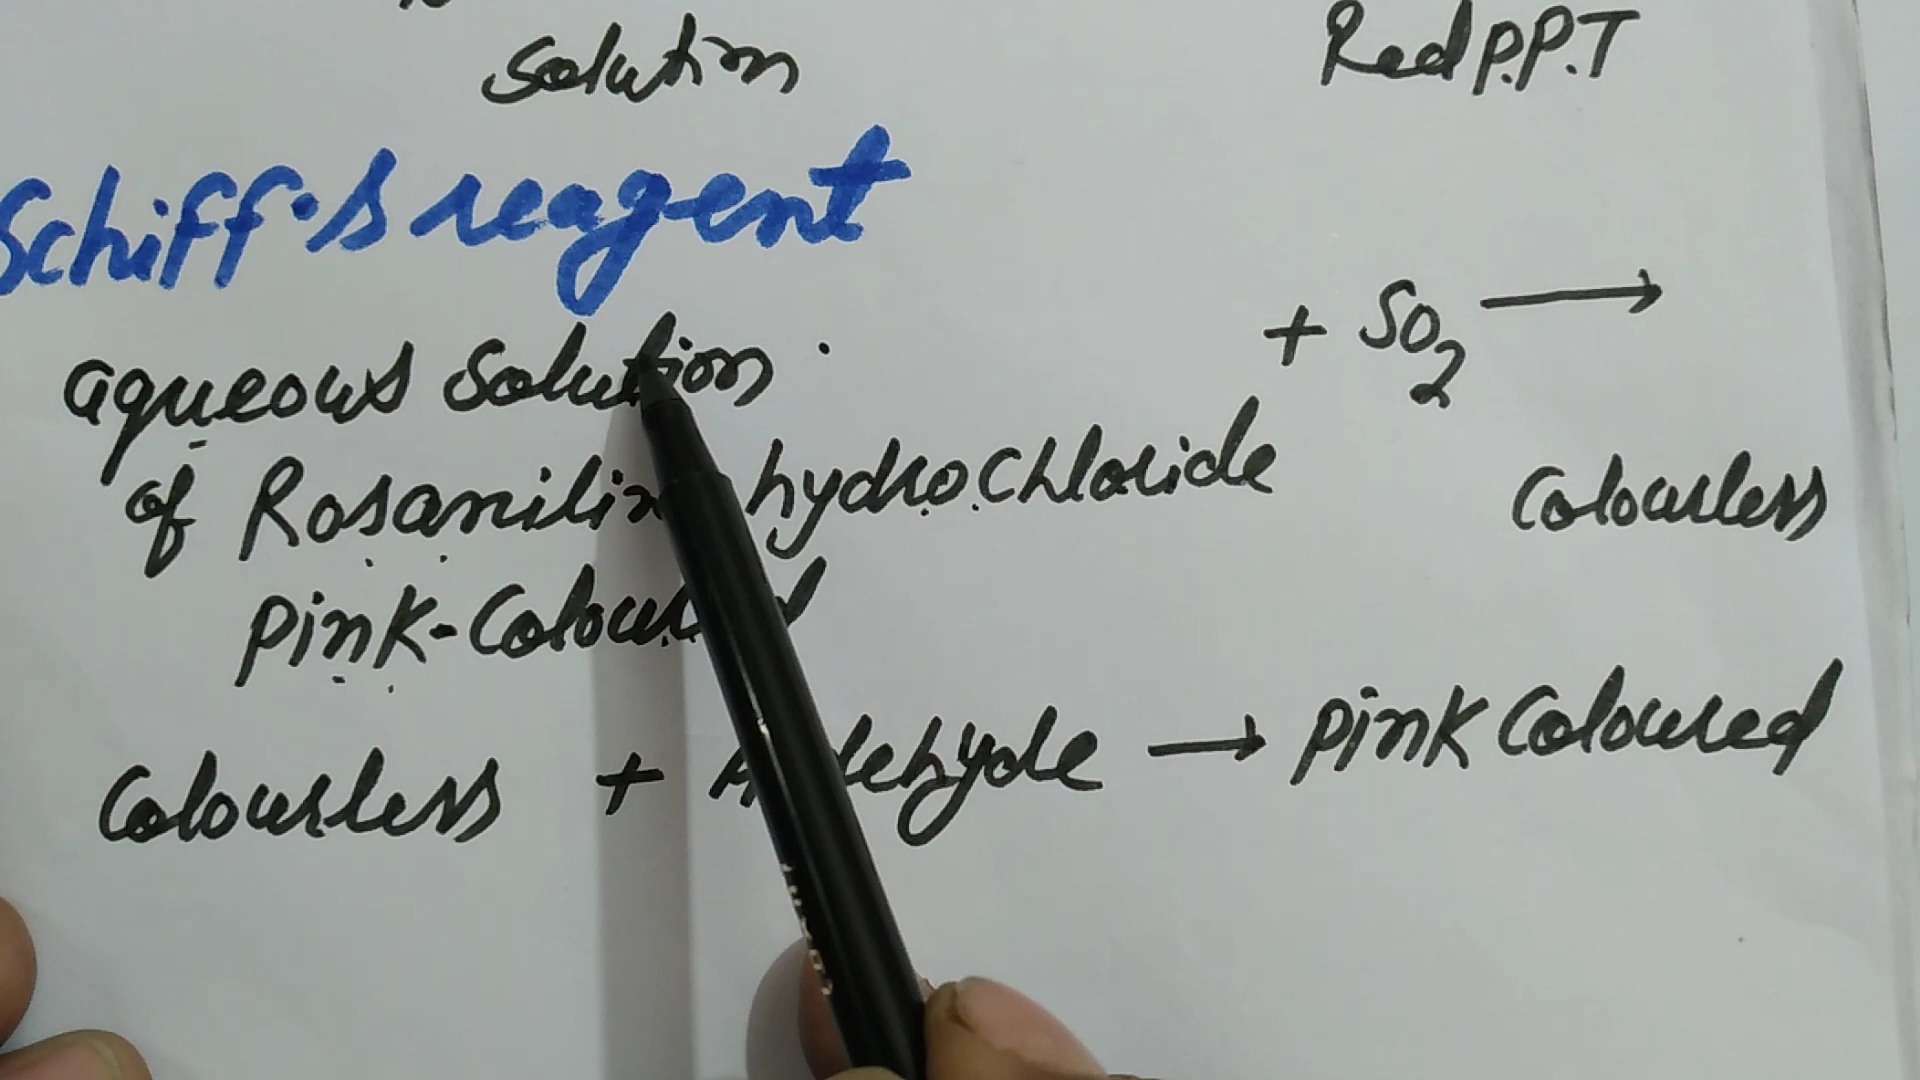 Solution Red P.P.T
Schiff's reagent
aqueous Solution + SO2 →
of Rosaniline hydrochloride Colourless
Pink-Coloured
Colourless + Aldehyde → Pink Coloured